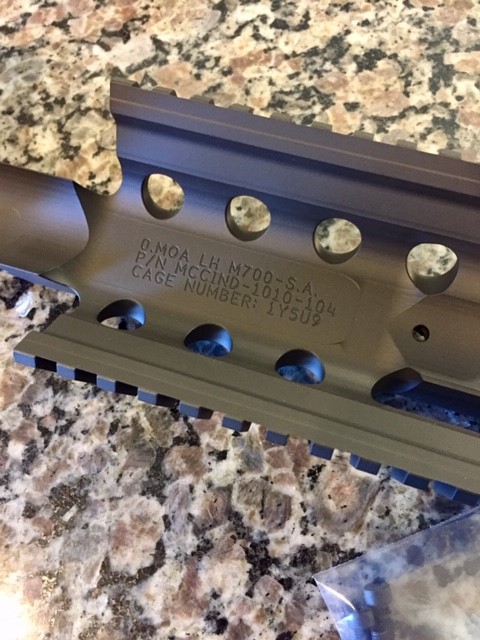 0.MOA LH M700-S.A.
P/N MCCIND-1010-104
CAGE NUMBER: 1Y5U9